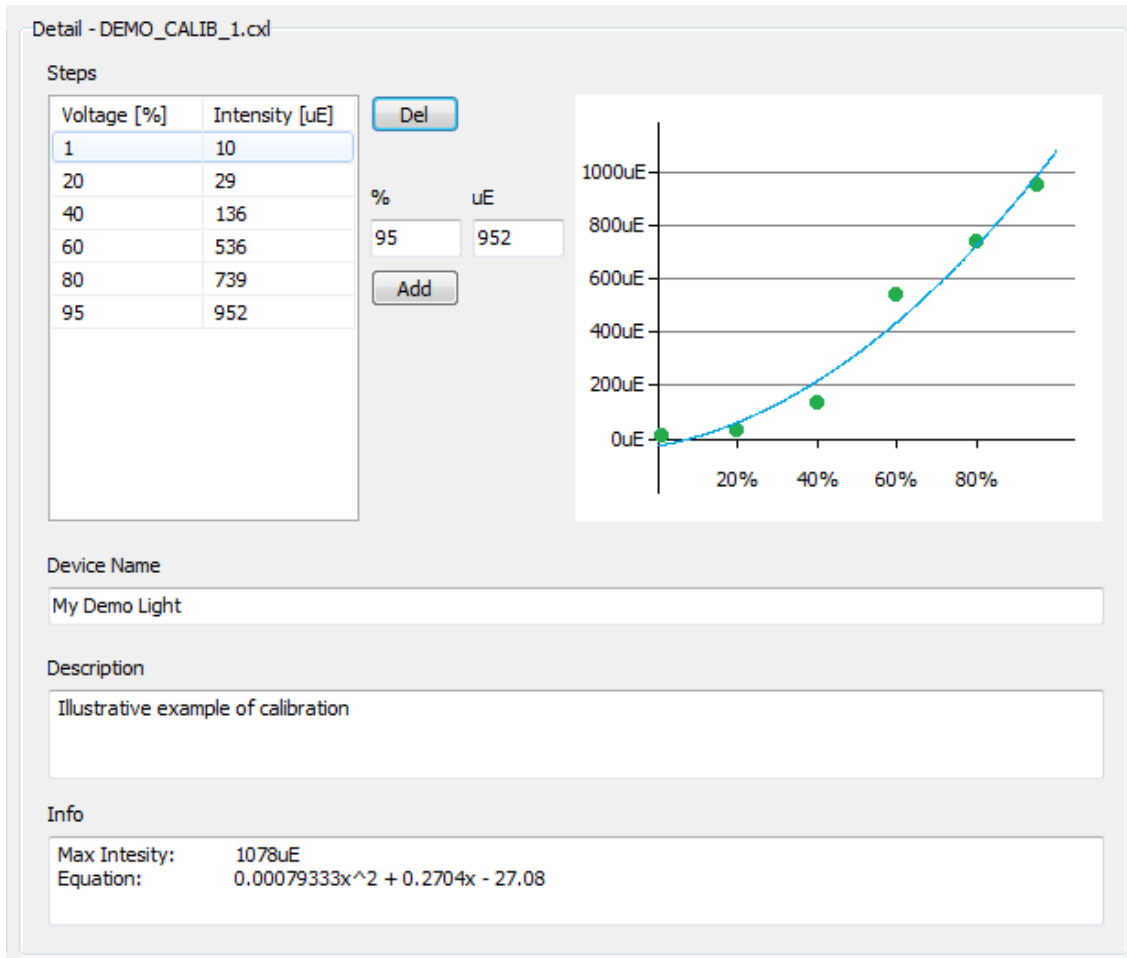 Detail - DEMO_CALIB_1.cxl
Steps
Voltage [%] Intensity [uE]
1 10
20 29
40 136
60 536
80 739
95 952
Del
% uE
95 952
Add
1000uE
800uE
600uE
400uE
200uE
0uE
20% 40% 60% 80%
Device Name
My Demo Light
Description
Illustrative example of calibration
Info
Max Intesity: 1078uE
Equation: 0.00079333x^2 + 0.2704x - 27.08